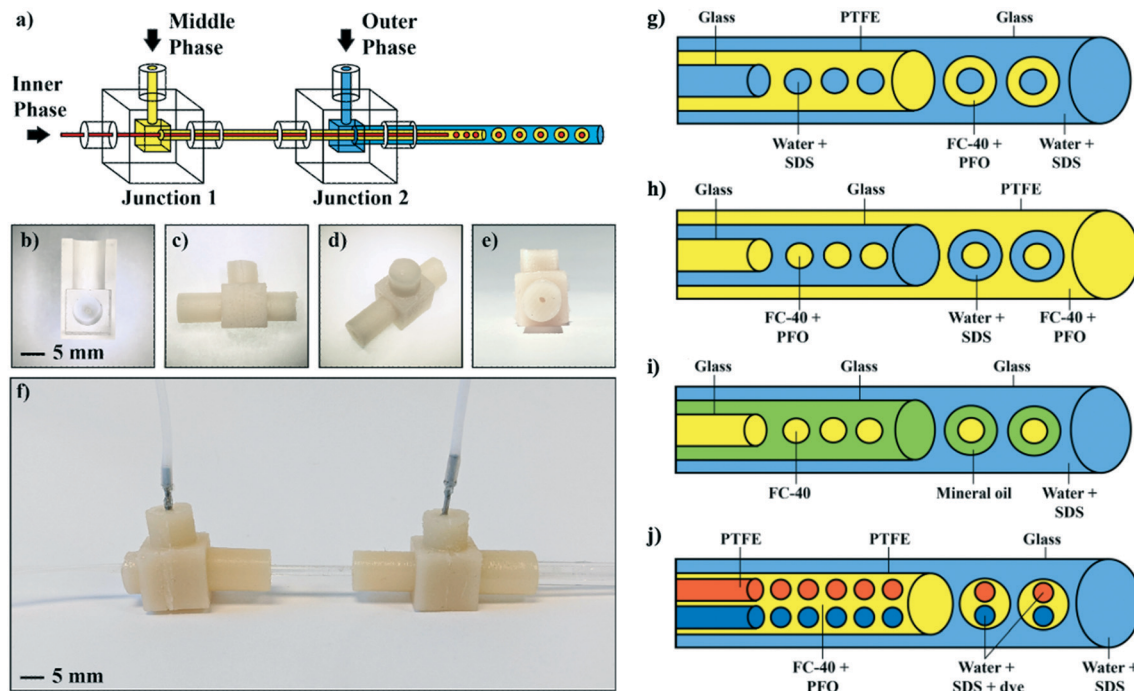 a)
Middle
Phase
Outer
Phase
Inner
Phase
Junction 1
Junction 2
b)
5 mm
c)
d)
e)
f)
5 mm
g)
Glass
PTFE
Glass
Water +
SDS
FC-40 +
PFO
Water +
SDS
h)
Glass
Glass
PTFE
FC-40 +
PFO
Water +
SDS
FC-40 +
PFO
i)
Glass
Glass
Glass
FC-40
Mineral oil
Water +
SDS
j)
PTFE
PTFE
Glass
FC-40 +
PFO
Water +
SDS + dye
Water +
SDS